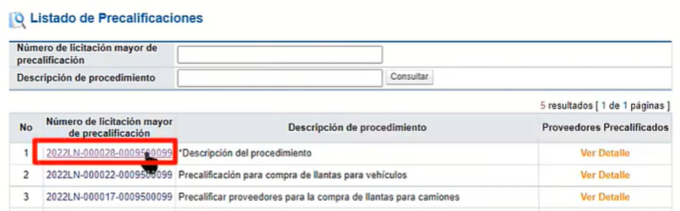 Listado de Precalificaciones
Número de licitación mayor de
precalificación
Descripción de procedimiento
Consultar
5 resultados [ 1 de 1 páginas ]
No Número de licitación mayor de precalificación Descripción de procedimiento Proveedores Precalificados
1 2022LN-000028-0009500099 *Descripción del procedimiento Ver Detalle
2 2022LN-000022-0009500099 Precalificación para compra de llantas para vehículos Ver Detalle
3 2022LN-000017-0009500099 Precalificar proveedores para la compra de llantas para camiones Ver Detalle